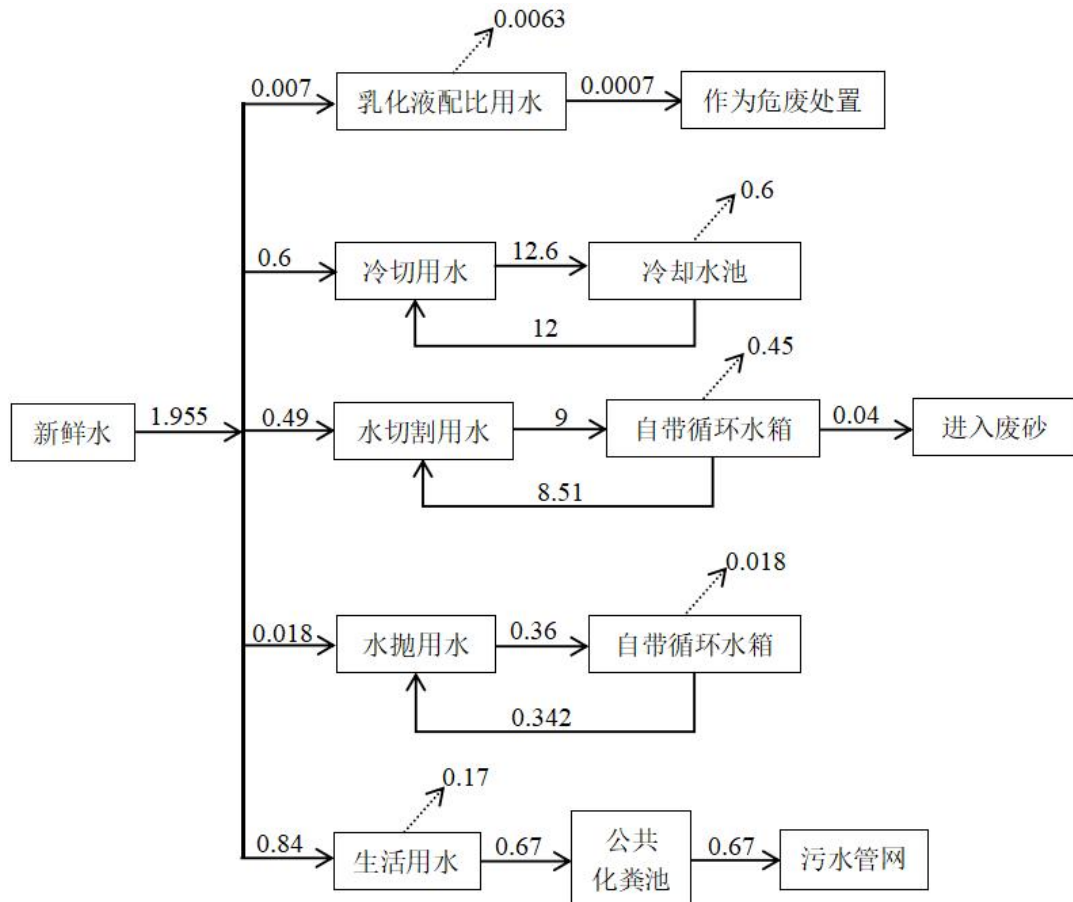 0.0063
0.007
乳化液配比用水
0.0007
作为危废处置
0.6
0.6
冷切用水
12.6
冷却水池
12
0.45
新鲜水
1.955
0.49
水切割用水
9
自带循环水箱
0.04
进入废砂
8.51
0.018
0.018
水抛用水
0.36
自带循环水箱
0.342
0.17
0.84
生活用水
0.67
公共
化粪池
0.67
污水管网